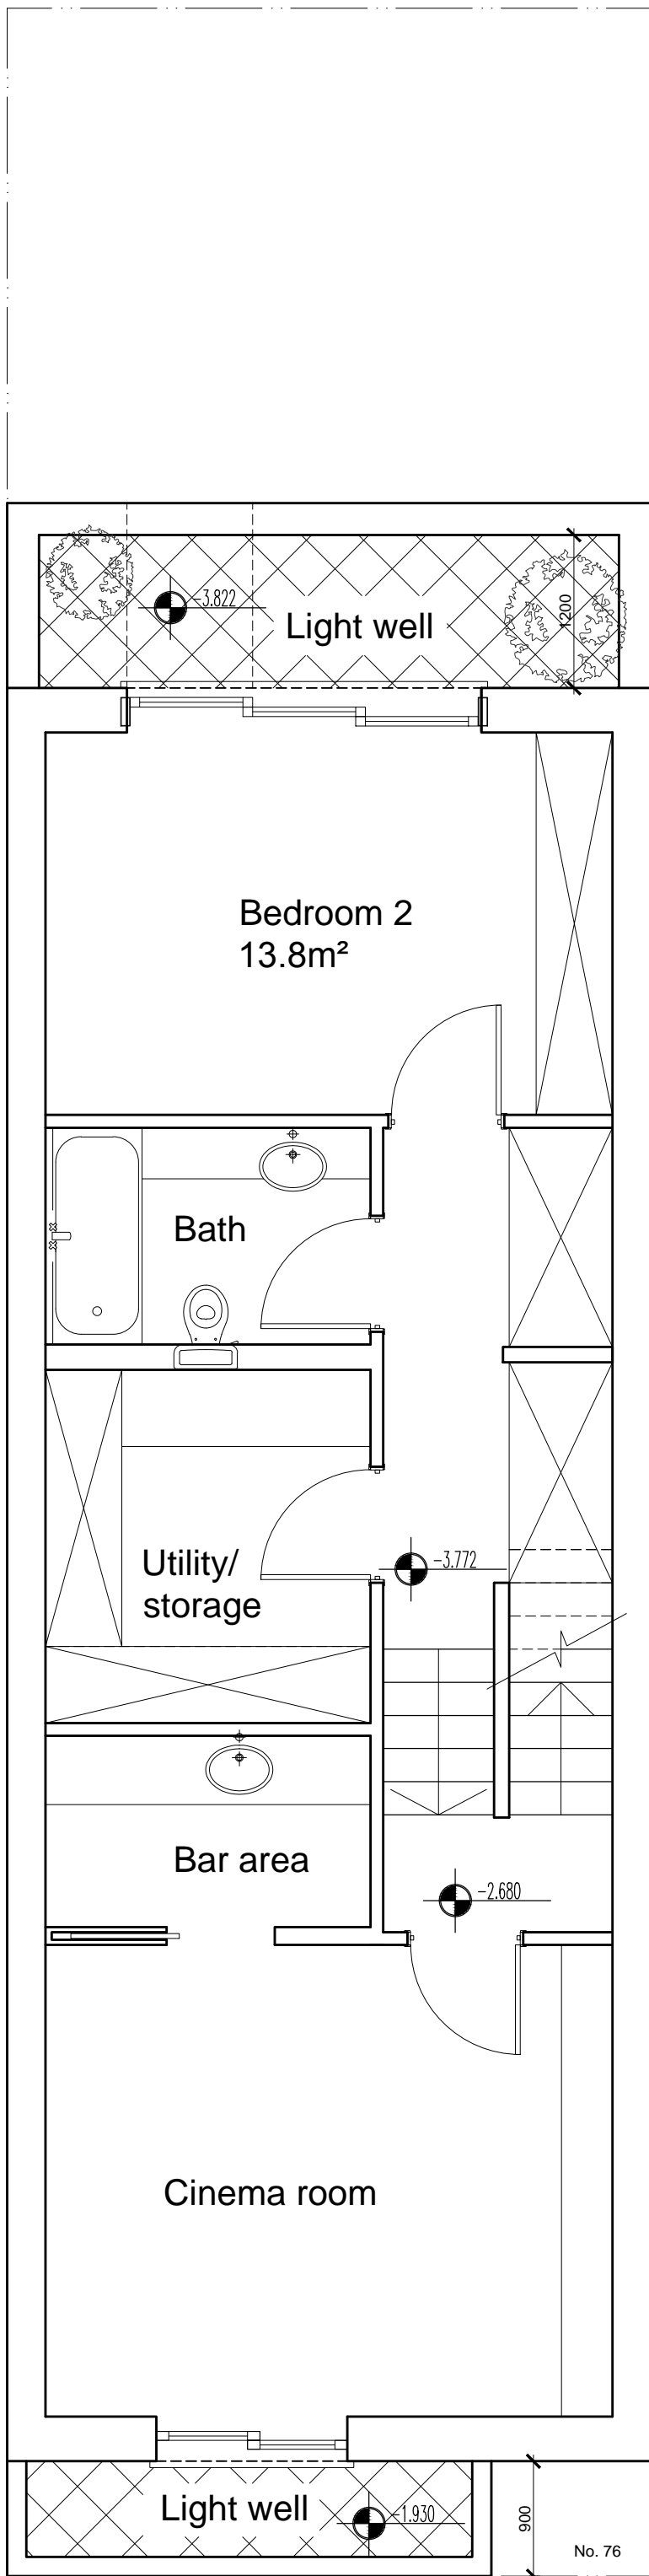 -3.822
Light well
1200
Bedroom 2
13.8m²
Bath
Utility/
storage
-3.772
Bar area
-2.680
Cinema room
Light well
-1.930
900
No. 76